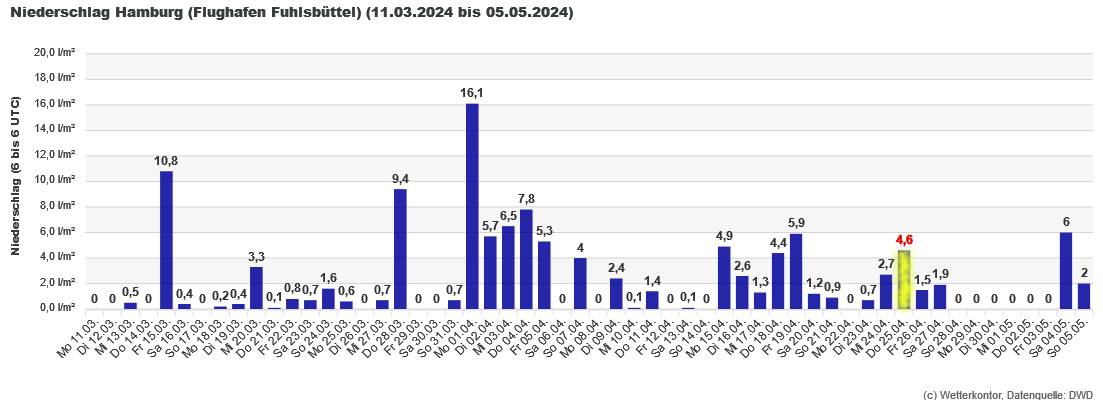 Niederschlag Hamburg (Flughafen Fuhlsbüttel) (11.03.2024 bis 05.05.2024)
Niederschlag (6 bis 6 UTC)
20,0 l/m²
18,0 l/m²
16,0 l/m²
14,0 l/m²
12,0 l/m²
10,0 l/m²
8,0 l/m²
6,0 l/m²
4,0 l/m²
2,0 l/m²
0,0 l/m²
0 0 0,5 0 10,8 0,4 0 0,2 0,4 3,3 0,1 0,8 0,7 1,6 0,6 0 0,7 9,4 0 0 0,7 16,1 5,7 6,5 7,8 5,3 0 4 0 2,4 0,1 1,4 0 0,1 0 4,9 2,6 1,3 4,4 5,9 1,2 0,9 0 0,7 2,7 4,6 1,5 1,9 0 0 0 0 0 0 6 2
Mo 11.03.
Di 12.03.
Mi 13.03.
Do 14.03.
Fr 15.03.
Sa 16.03.
So 17.03.
Mo 18.03.
Di 19.03.
Mi 20.03.
Do 21.03.
Fr 22.03.
Sa 23.03.
So 24.03.
Mo 25.03.
Di 26.03.
Mi 27.03.
Do 28.03.
Fr 29.03.
Sa 30.03.
So 31.03.
Mo 01.04.
Di 02.04.
Mi 03.04.
Do 04.04.
Fr 05.04.
Sa 06.04.
So 07.04.
Mo 08.04.
Di 09.04.
Mi 10.04.
Do 11.04.
Fr 12.04.
Sa 13.04.
So 14.04.
Mo 15.04.
Di 16.04.
Mi 17.04.
Do 18.04.
Fr 19.04.
Sa 20.04.
So 21.04.
Mo 22.04.
Di 23.04.
Mi 24.04.
Do 25.04.
Fr 26.04.
Sa 27.04.
So 28.04.
Mo 29.04.
Di 30.04.
Mi 01.05.
Do 02.05.
Fr 03.05.
Sa 04.05.
So 05.05.
(c) Wetterkontor, Datenquelle: DWD